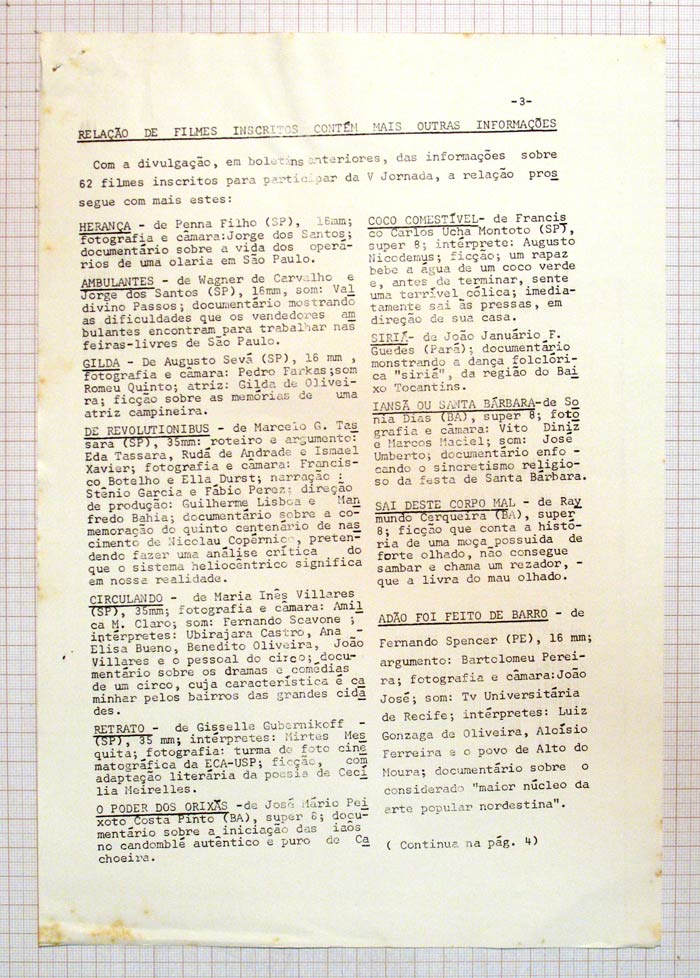 -3-
RELAÇÃO DE FILMES INSCRITOS CONTÉM MAIS OUTRAS INFORMAÇÕES
Com a divulgação, em boletins anteriores, das informações sobre
62 filmes inscritos para participar da V Jornada, a relação pros
segue com mais estes:
HERANÇA - de Penna Filho (SP), 16mm;
fotografia e câmara:Jorge dos Santos;
documentário sobre a vida dos operá-
rios de uma olaria em São Paulo.
AMBULANTES - de Wagner de Carvalho e
Jorge dos Santos (SP), 16mm, som: Val
divino Passos; documentário mostrando
as dificuldades que os vendedores am
bulantes encontram para trabalhar nas
feiras-livres de São Paulo.
GILDA - De Augusto Sevá (SP), 16 mm ,
fotografia e câmara: Pedro Farkas;som
Romeu Quinto; atriz: Gilda de Olivei-
ra; ficção sobre as memórias de uma
atriz campineira.
DE REVOLUTIONIBUS - de Marcelo G. Tas
sara (SP), 35mm: roteiro e argumento:
Eda Tassara, Rudá de Andrade e Ismael
Xavier; fotografia e câmara: Francis-
co Botelho e Ella Durst; narração :
Stênio Garcia e Fábio Perez; direção
de produção: Guilherme Lisboa e Man
fredo Bahia; documentário sobre a co-
memoração do quinto centenário de nas
cimento de Nicolau Copérnico, preten-
dendo fazer uma análise crítica do
que o sistema heliocêntrico significa
em nossa realidade.
CIRCULANDO - de Maria Inês Villares
(SP), 35mm; fotografia e câmara: Amil
ca M. Claro; som: Fernando Scavone ;
intérpretes: Ubirajara Castro, Ana -
Elisa Bueno, Benedito Oliveira, João
Villares e o pessoal do circo; docu-
mentário sobre os dramas e comédias
de um circo, cuja característica é ca
minhar pelos bairros das grandes cida
des.
RETRATO - de Gisselle Gubernikoff -
(SP), 35 mm; intérpretes: Mirtes Mes
quita; fotografia: turma de foto cine
matográfica da ECA-USP; ficção, com
adaptação literária da poesia de Cecí
lia Meirelles.
O PODER DOS ORIXÁS -de José Mário Pei
xoto Costa Pinto (BA), super 8; docu-
mentário sobre a iniciação das iaôs
no candomblé autêntico e puro de Ca
choeira.
COCO COMESTÍVEL- de Francis
co Carlos Ucha Montoto (SP),
super 8; intérprete: Augusto
Nicodemus; ficção; um rapaz
bebe a água de um coco verde
e, antes de terminar, sente
uma terrível cólica; imedia-
tamente sai às pressas, em
direção de sua casa.
SIRIÁ- de João Januário F.
Guedes (Pará); documentário
monstrando a dança folclóri-
ca "siriá", da região do Bai
xo Tocantins.
IANSÃ OU SANTA BÁRBARA-de So
nia Dias (BA), super 8; foto
grafia e câmara: Vito Diniz
e Marcos Maciel; som: José
Umberto; documentário enfo -
cando o sincretismo religio-
so da festa de Santa Bárbara.
SAI DESTE CORPO MAL - de Ray
mundo Cerqueira (BA), super
8; ficção que conta a histó-
ria de uma moça possuida de
forte olhado, não consegue
sambar e chama um rezador, -
que a livra do mau olhado.
ADÃO FOI FEITO DE BARRO - de
Fernando Spencer (PE), 16 mm;
argumento: Bartolomeu Perei-
ra; fotografia e câmara:João
José; som: Tv Universitária
de Recife; intérpretes: Luiz
Gonzaga de Oliveira, Aloísio
Ferreira e o povo de Alto do
Moura; documentário sobre o
considerado "maior núcleo da
arte popular nordestina".
( Continua na pág. 4)